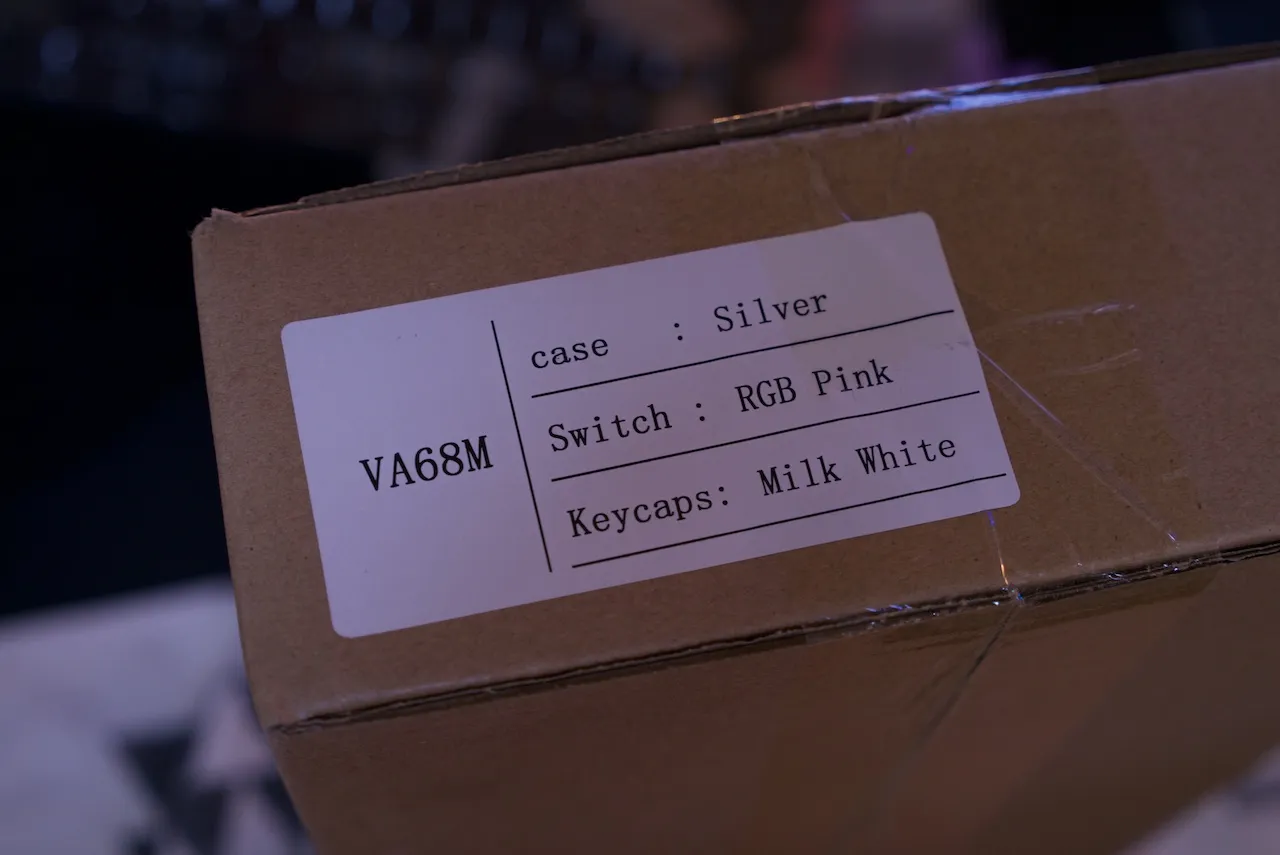 VA68M
case : Silver
Switch : RGB Pink
Keycaps: Milk White